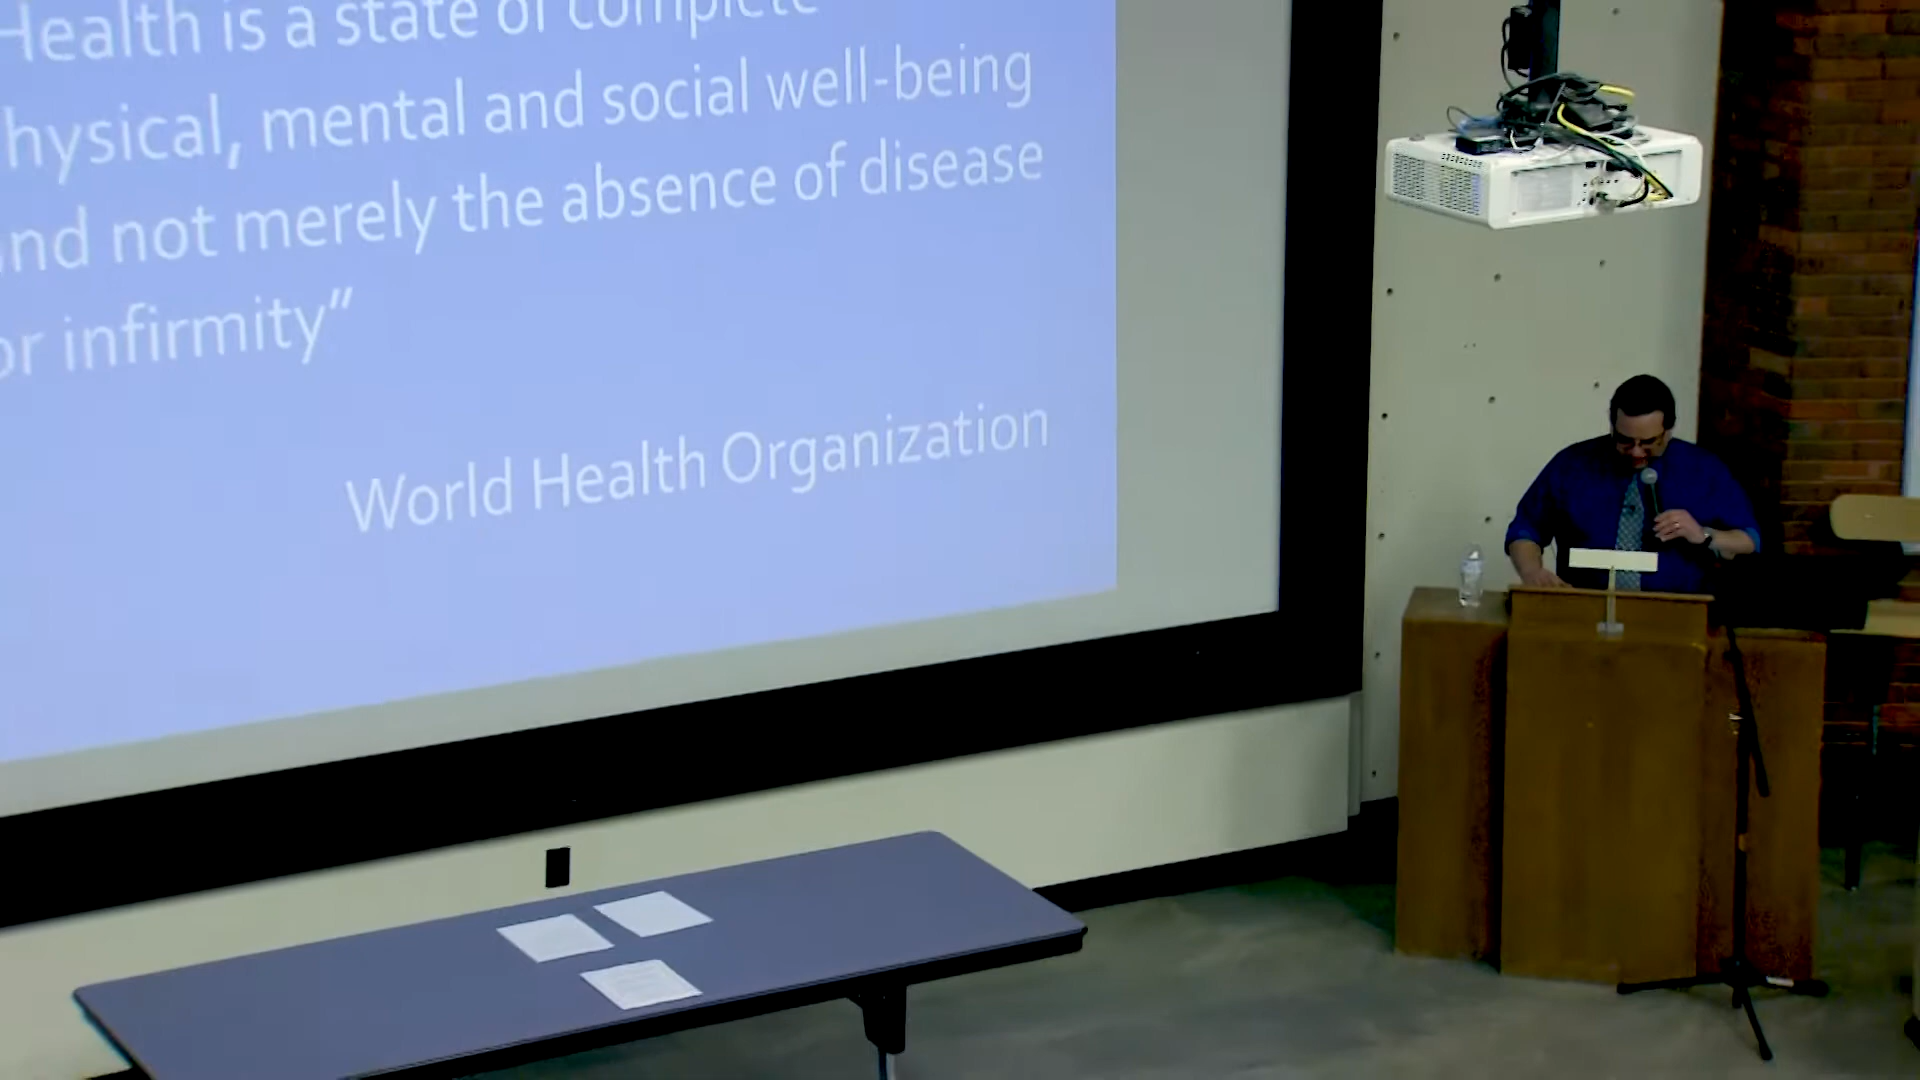 Health is a state of complete
hysical, mental and social well-being
nd not merely the absence of disease
or infirmity”
World Health Organization